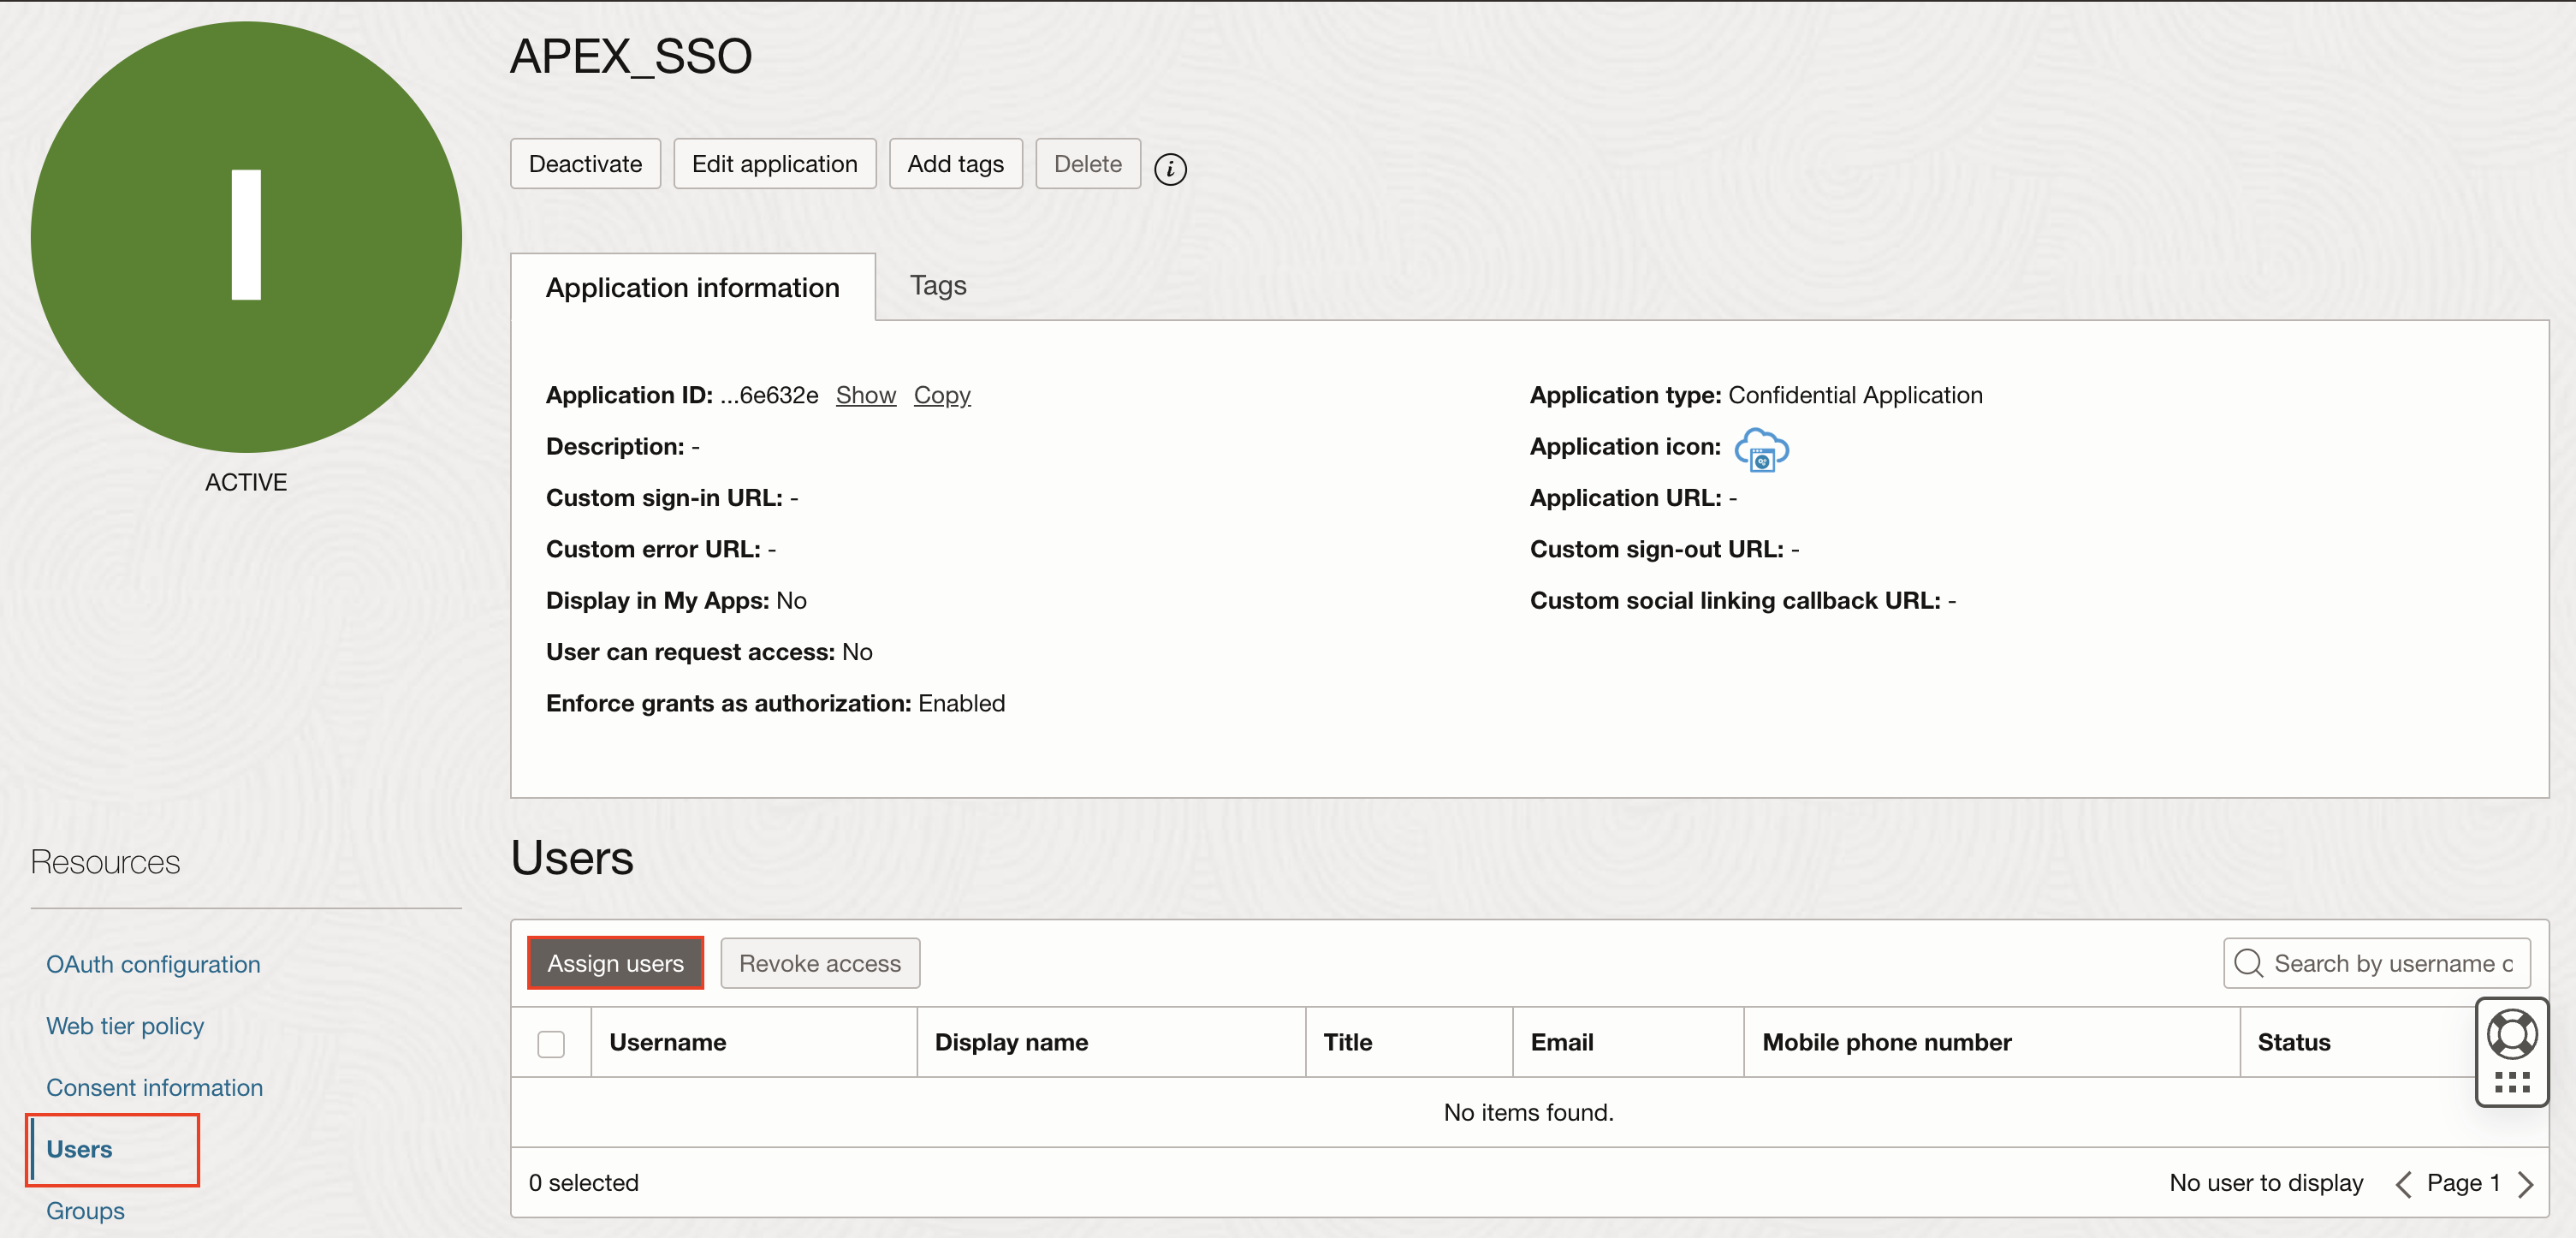 APEX_SSO
I
ACTIVE
Deactivate
Edit application
Add tags
Delete
i
Application information
Tags
Application ID: ...6e632e Show Copy
Description: -
Custom sign-in URL: -
Custom error URL: -
Display in My Apps: No
User can request access: No
Enforce grants as authorization: Enabled
Application type: Confidential Application
Application icon:
Application URL: -
Custom sign-out URL: -
Custom social linking callback URL: -
Resources
OAuth configuration
Web tier policy
Consent information
Users
Groups
Users
Assign users
Revoke access
Search by username
Username
Display name
Title
Email
Mobile phone number
Status
No items found.
0 selected
No user to display
Page 1